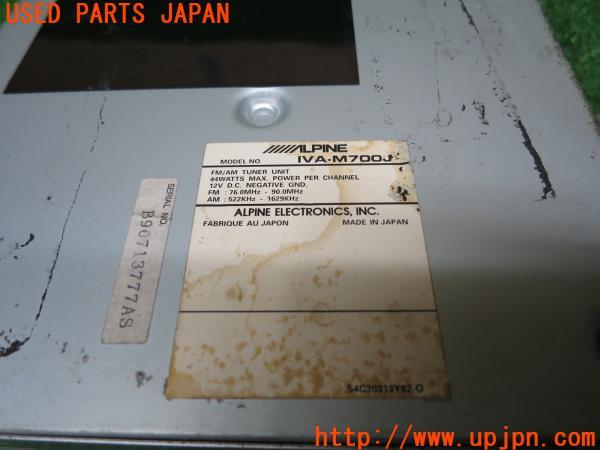 USED PARTS JAPAN
ALPINE
MODEL NO. IVA-M700J
FM/AM TUNER UNIT
44WATTS MAX. POWER PER CHANNEL
12V D.C. NEGATIVE GND.
FM : 76.0MHz - 90.0MHz
AM : 522KHz - 1629KHz
ALPINE ELECTRONICS, INC.
FABRIQUE AU JAPON MADE IN JAPAN
SERIAL NO.
B90713777AS
54C30313Y02-O
U.P.J
http://www.upjpn.com